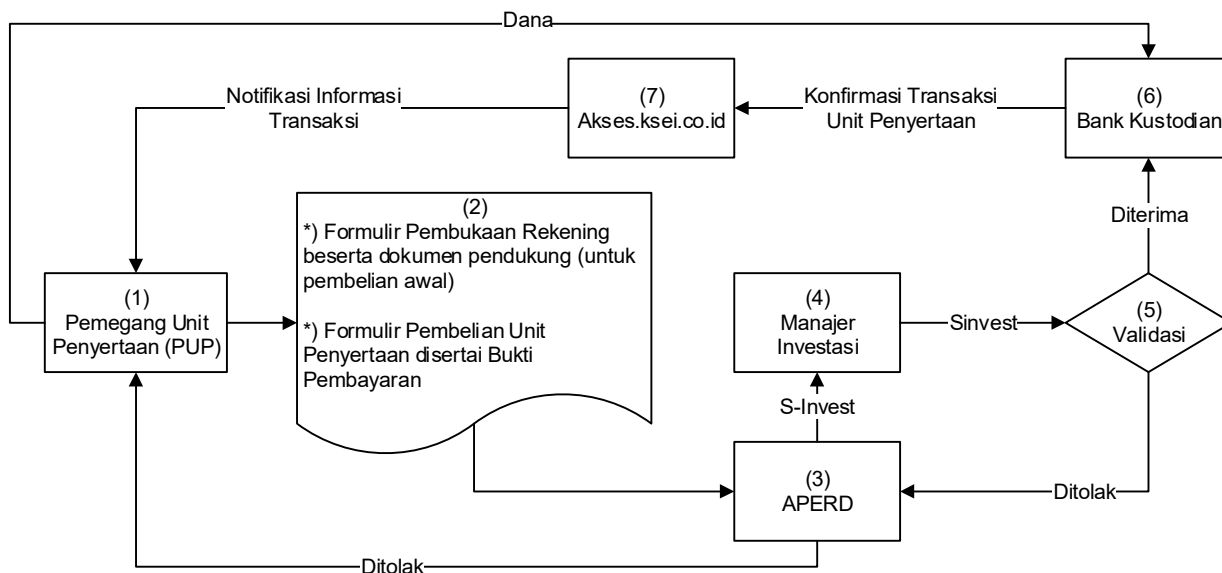 Dana
Notifikasi Informasi
Transaksi
(7)
Akses.ksei.co.id
Konfirmasi Transaksi
Unit Penyertaan
(6)
Bank Kustodian
(2)
*) Formulir Pembukaan Rekening
beserta dokumen pendukung (untuk
pembelian awal)
*) Formulir Pembelian Unit
Penyertaan disertai Bukti
Pembayaran
Diterima
(1)
Pemegang Unit
Penyertaan (PUP)
(4)
Manajer
Investasi
Sinvest
(5)
Validasi
S-Invest
(3)
APERD
Ditolak
Ditolak